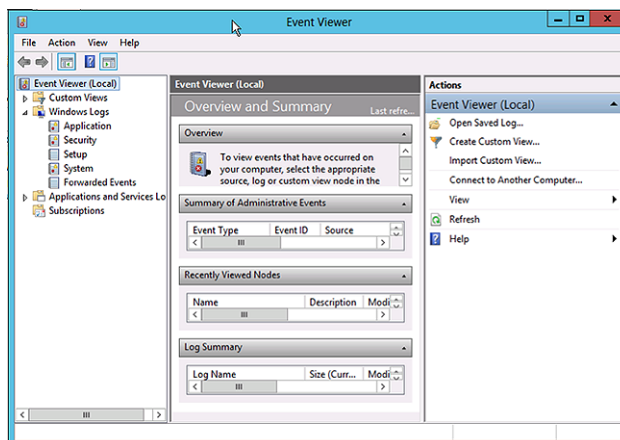 Event Viewer
File Action View Help
Event Viewer (Local)
Custom Views
Windows Logs
Application
Security
Setup
System
Forwarded Events
Applications and Services Lo
Subscriptions
Event Viewer (Local)
Overview and Summary Last refre...
Overview
To view events that have occurred on
your computer, select the appropriate
source, log or custom view node in the
Summary of Administrative Events
Event Type Event ID Source
Recently Viewed Nodes
Name Description Modi
Log Summary
Log Name Size (Curr... Modi
Actions
Event Viewer (Local)
Open Saved Log...
Create Custom View...
Import Custom View...
Connect to Another Computer...
View
Refresh
Help